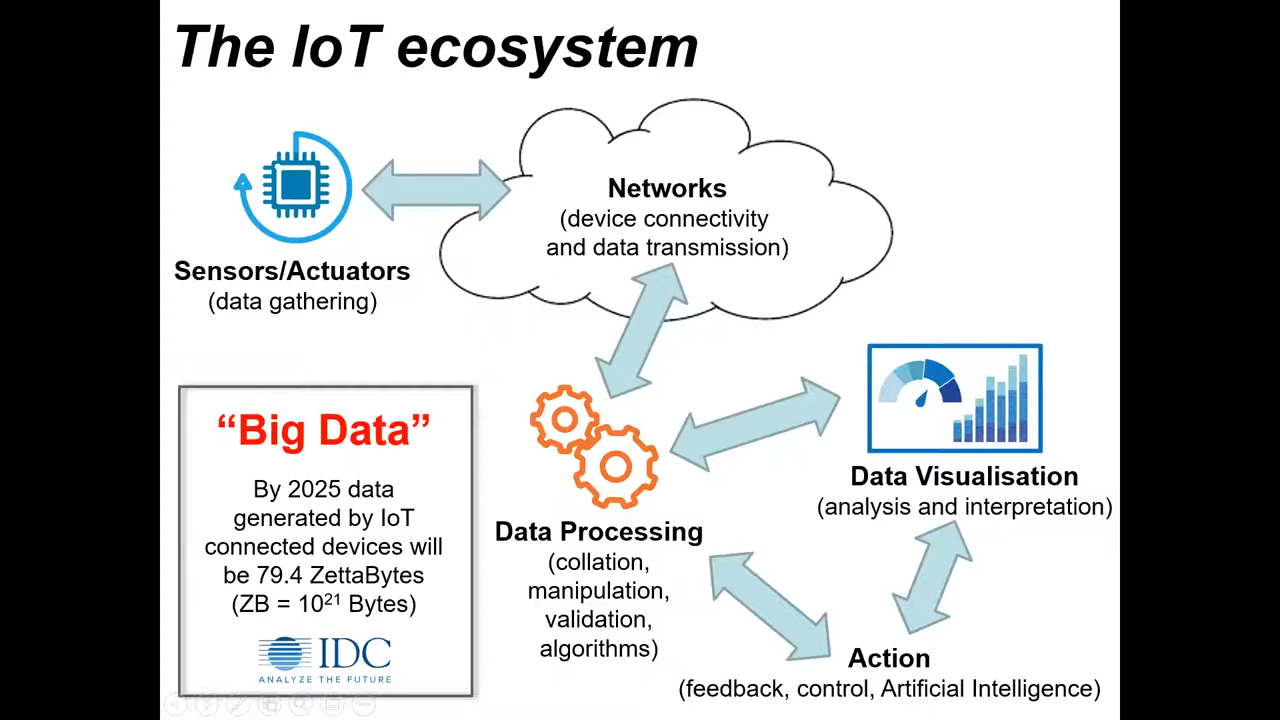 The IoT ecosystem
Networks
(device connectivity
and data transmission)
Sensors/Actuators
(data gathering)
“Big Data”
By 2025 data
generated by IoT
connected devices will
be 79.4 ZettaBytes
(ZB = 10²¹ Bytes)
IDC
ANALYZE THE FUTURE
Data Processing
(collation,
manipulation,
validation,
algorithms)
Data Visualisation
(analysis and interpretation)
Action
(feedback, control, Artificial Intelligence)